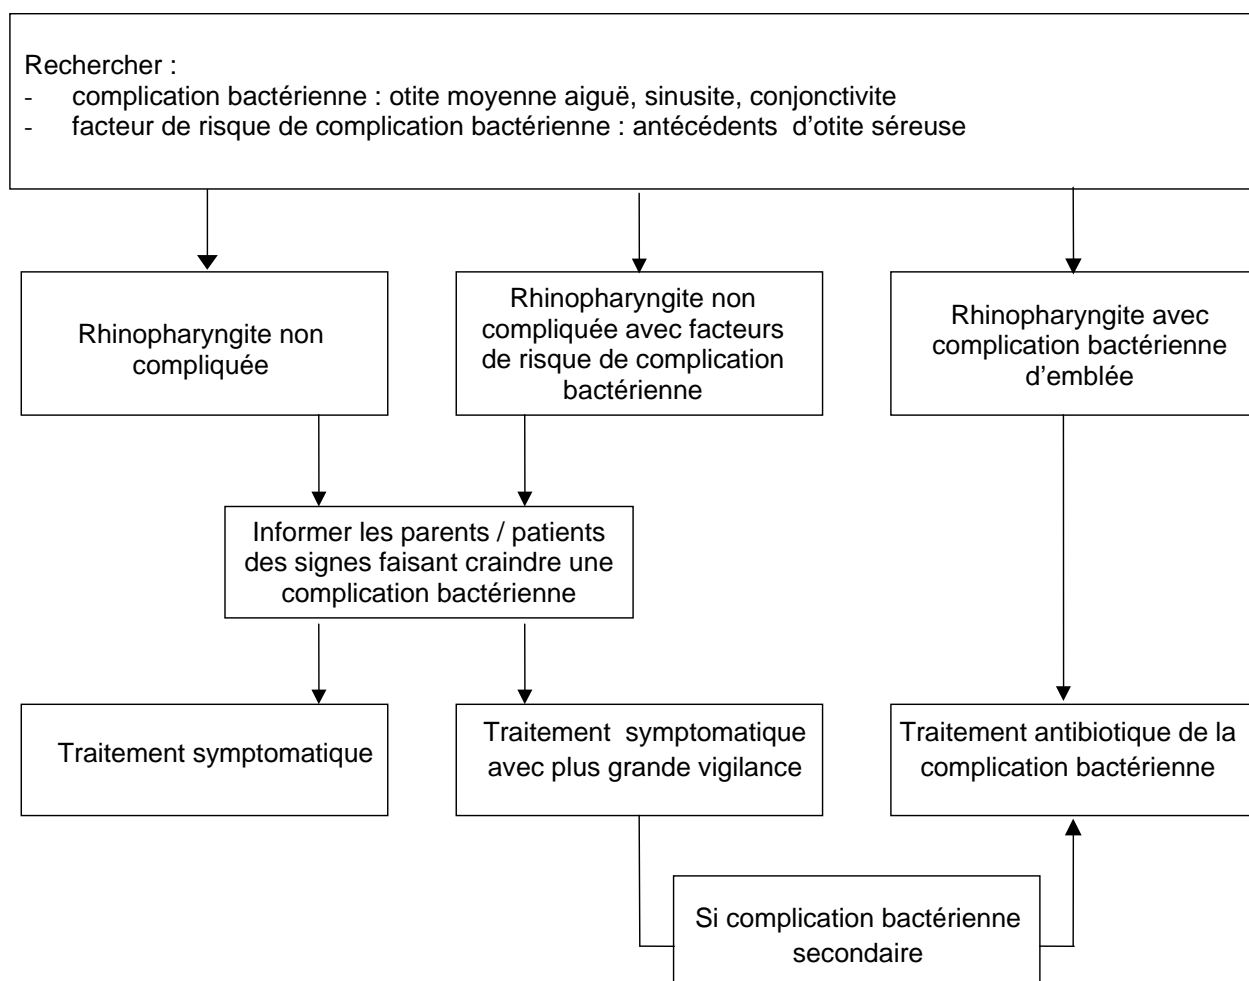 Rechercher :
- complication bactérienne : otite moyenne aiguë, sinusite, conjonctivite
- facteur de risque de complication bactérienne : antécédents d'otite séreuse
Rhinopharyngite non
compliquée
Rhinopharyngite non
compliquée avec facteurs
de risque de complication
bactérienne
Rhinopharyngite avec
complication bactérienne
d'emblée
Informer les parents / patients
des signes faisant craindre une
complication bactérienne
Traitement symptomatique
Traitement symptomatique
avec plus grande vigilance
Traitement antibiotique de la
complication bactérienne
Si complication bactérienne
secondaire